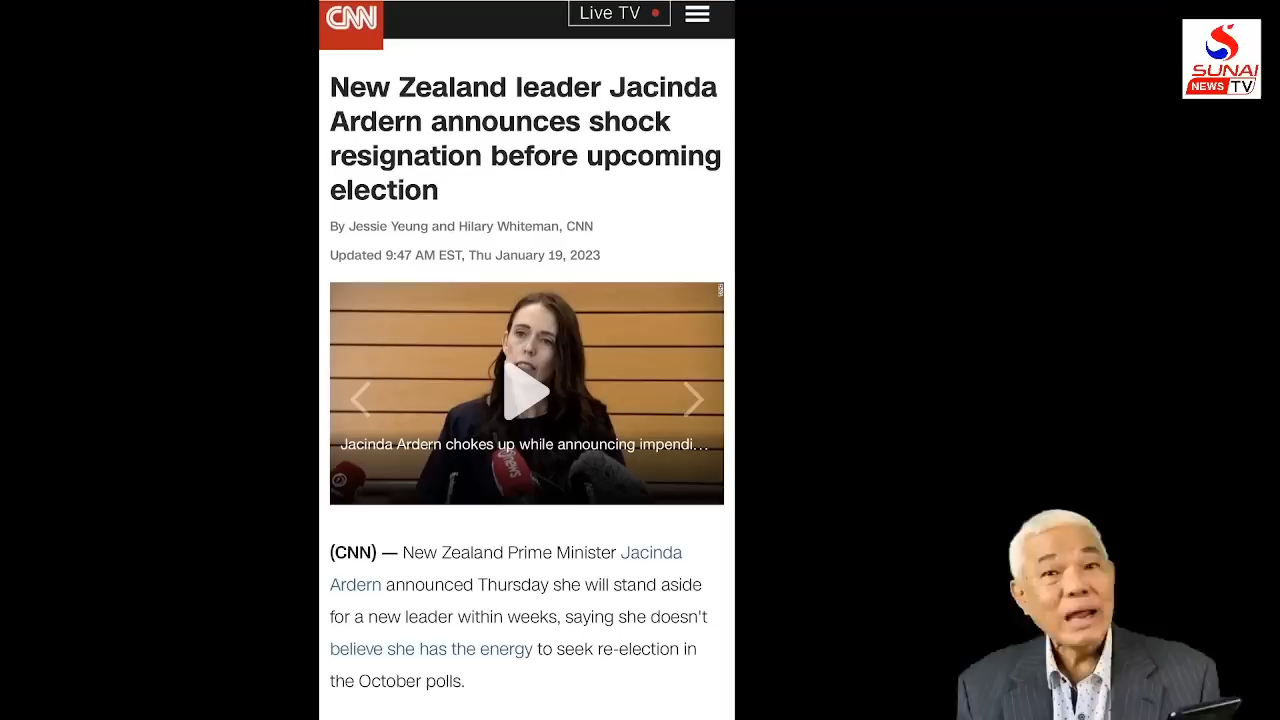 CNN
Live TV
SUNAI
NEWS TV
New Zealand leader Jacinda
Ardern announces shock
resignation before upcoming
election
By Jessie Yeung and Hilary Whiteman, CNN
Updated 9:47 AM EST, Thu January 19, 2023
Jacinda Ardern chokes up while announcing impendi...
news
(CNN) — New Zealand Prime Minister Jacinda
Ardern announced Thursday she will stand aside
for a new leader within weeks, saying she doesn't
believe she has the energy to seek re-election in
the October polls.